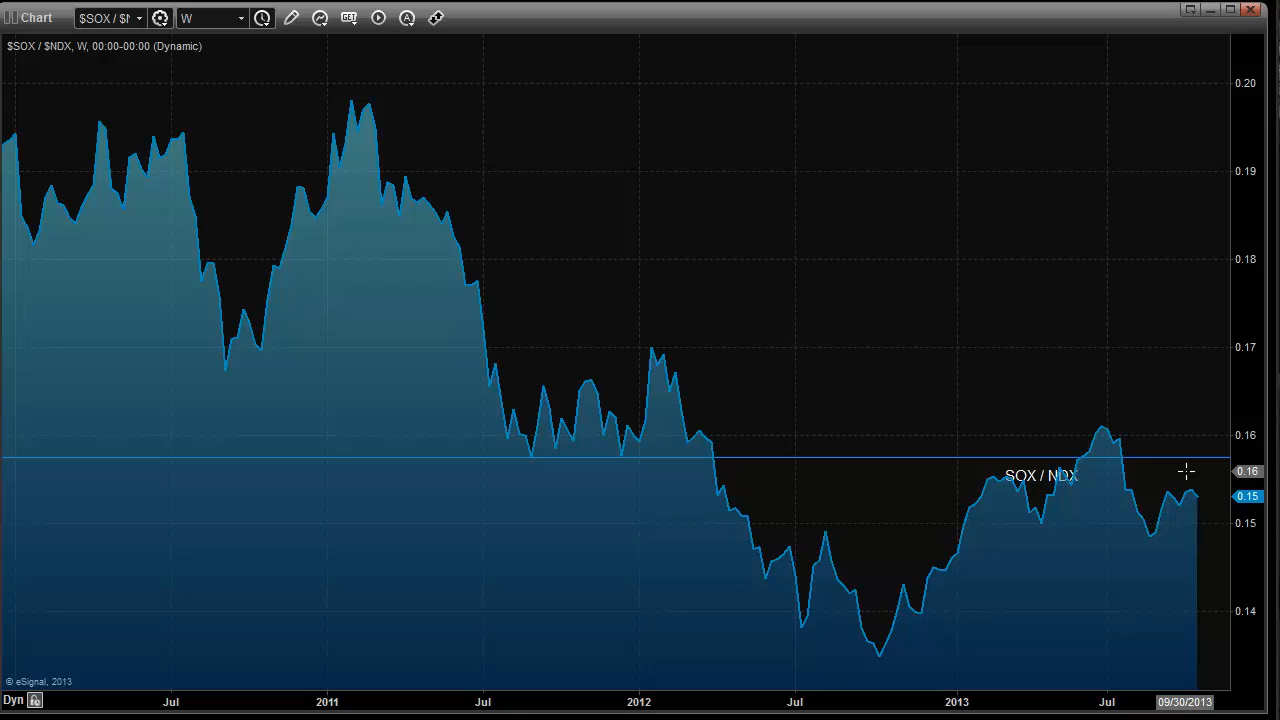 Chart
$SOX / $N
W
GET
A
$SOX / $NDX, W, 00:00-00:00 (Dynamic)
0.20
0.19
0.18
0.17
0.16
SOX / NDX
0.16
0.15
0.15
0.14
© eSignal, 2013
Dyn
Jul
2011
Jul
2012
Jul
2013
Jul
09/30/2013